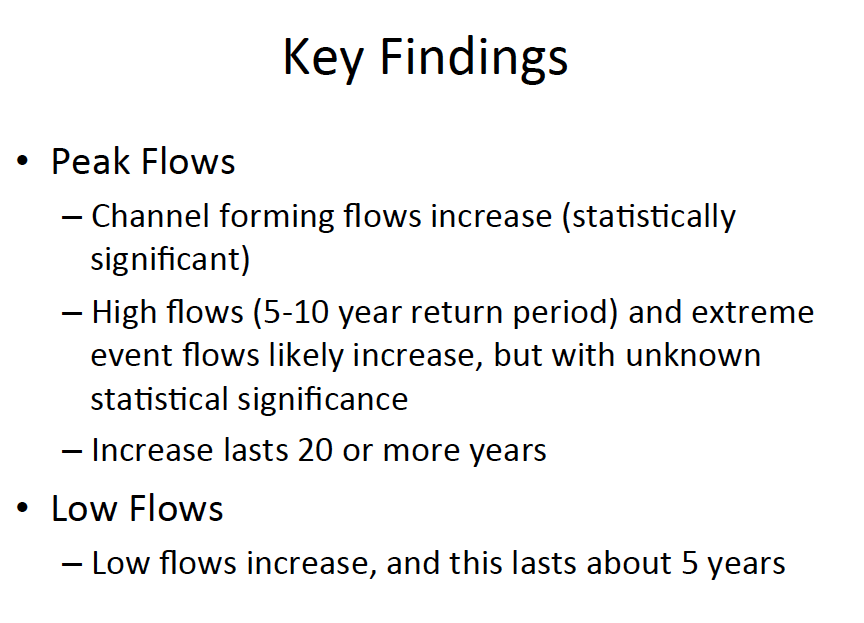 Key Findings
• Peak Flows
– Channel forming flows increase (statistically
significant)
– High flows (5-10 year return period) and extreme
event flows likely increase, but with unknown
statistical significance
– Increase lasts 20 or more years
• Low Flows
– Low flows increase, and this lasts about 5 years